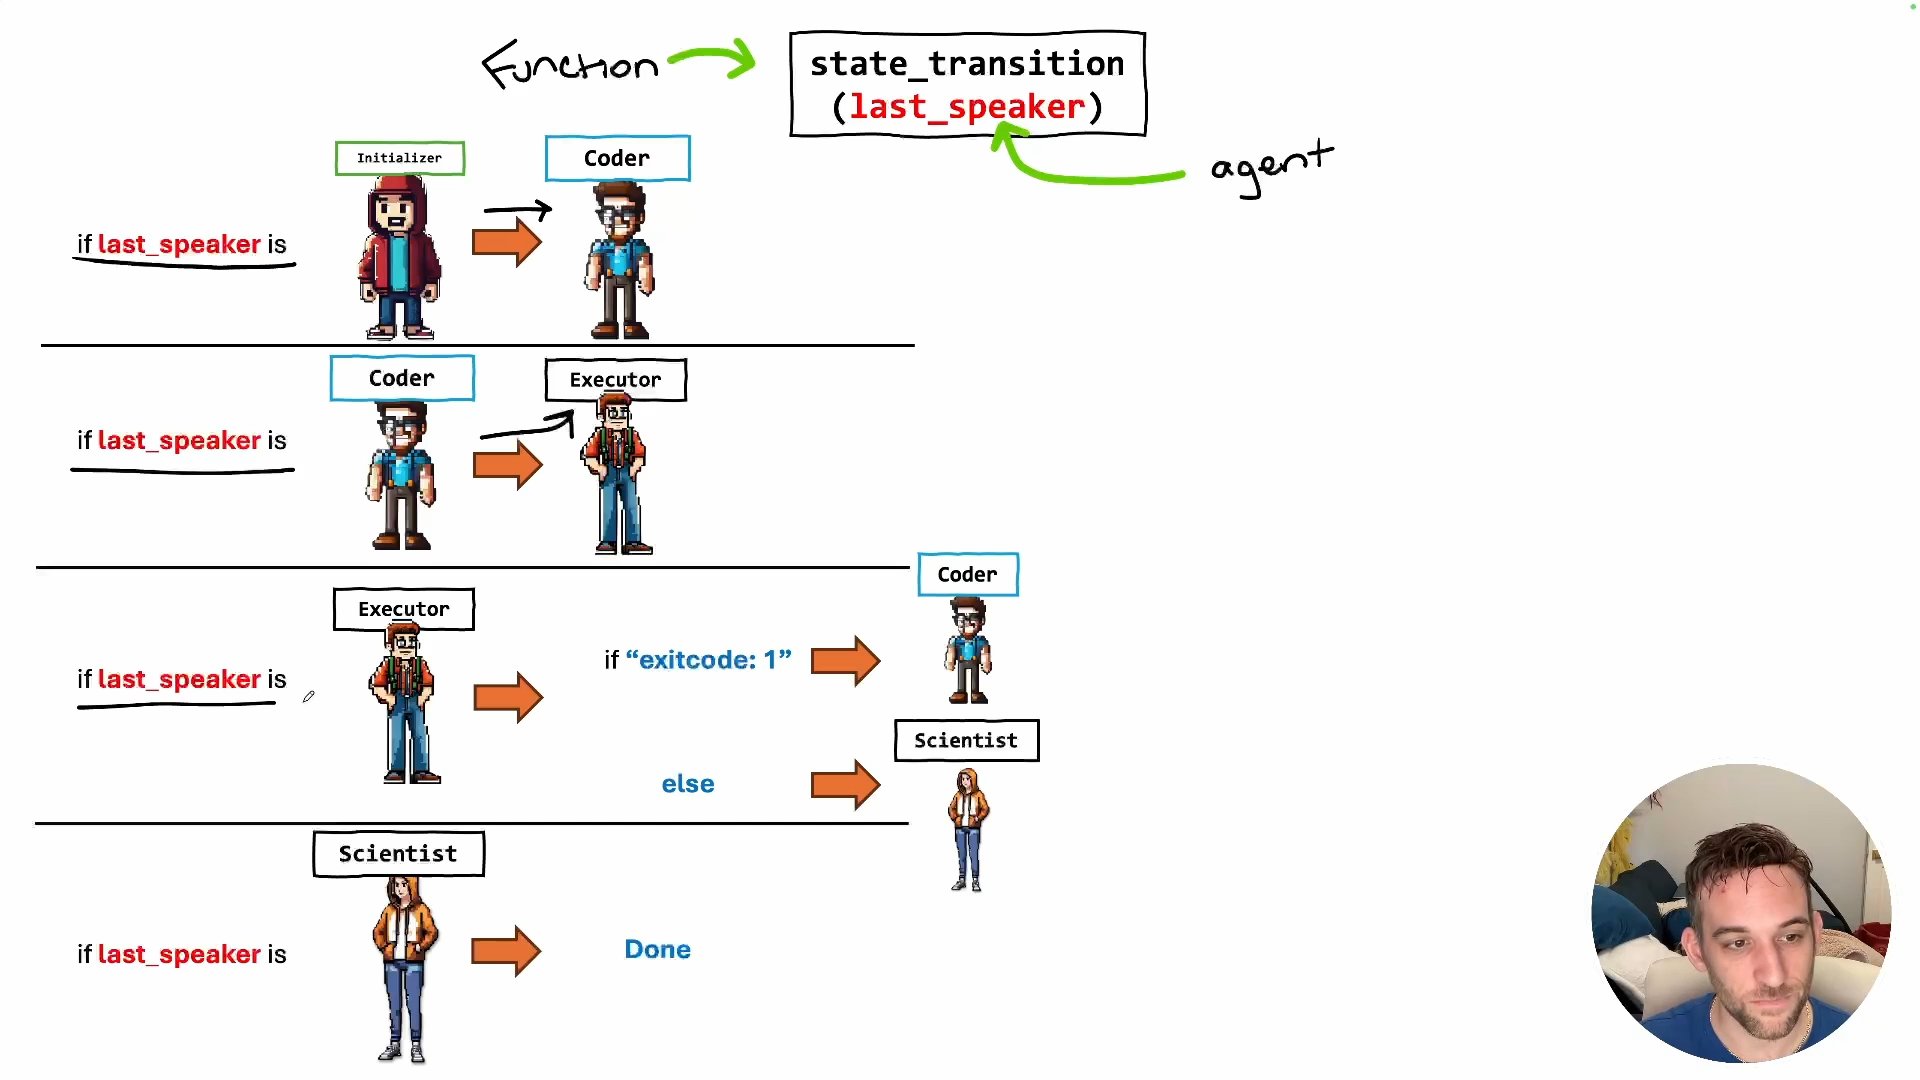 Function
state_transition
(last_speaker)
agent
Initializer
Coder
if last_speaker is
Coder
Executor
if last_speaker is
Executor
Coder
if "exitcode: 1"
if last_speaker is
Scientist
else
Scientist
if last_speaker is
Done